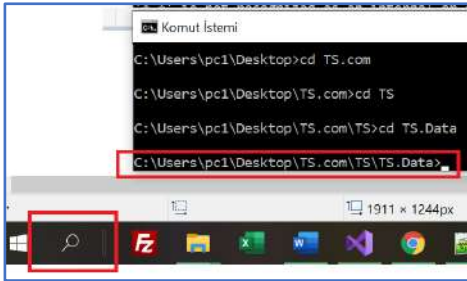 Komut İstemi
C:\Users\pc1\Desktop>cd TS.com
C:\Users\pc1\Desktop\TS.com>cd TS
C:\Users\pc1\Desktop\TS.com\TS>cd TS.Data
C:\Users\pc1\Desktop\TS.com\TS\TS.Data>
1911 × 1244px